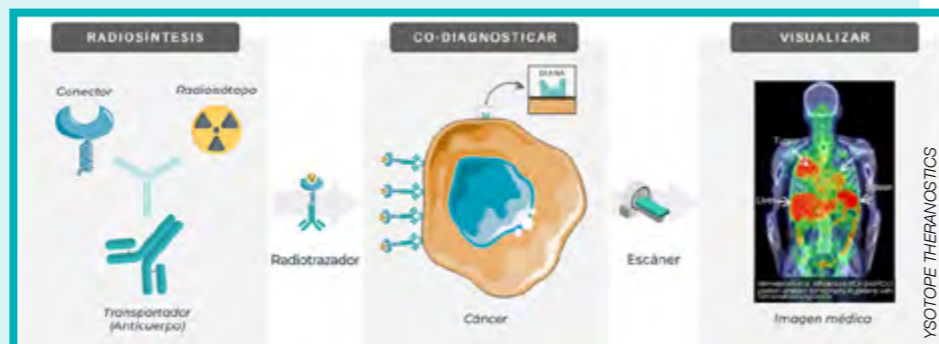 RADIOSÍNTESIS
Conector
Radioisótopo
Transportador
(Anticuerpo)
Radiotrazador
CO-DIAGNOSTICAR
DIANA
Cáncer
Escáner
VISUALIZAR
Imagen médica
YSOTOPE THERANOSTICS